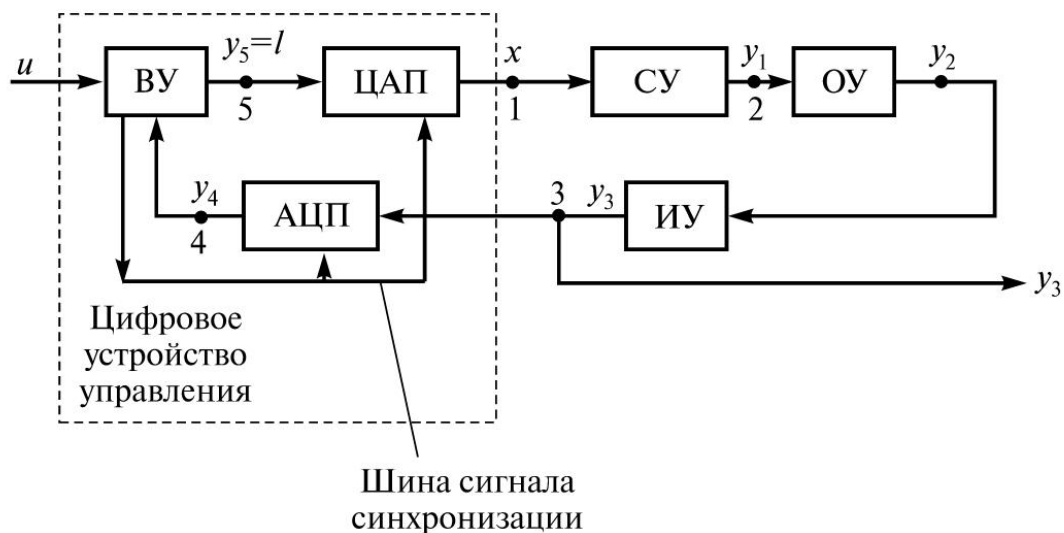 u
ВУ
y₅=l
5
ЦАП
x
1
СУ
y₁
2
ОУ
y₂
y₄
4
АЦП
3
y₃
ИУ
y₃
Цифровое
устройство
управления
Шина сигнала
синхронизации